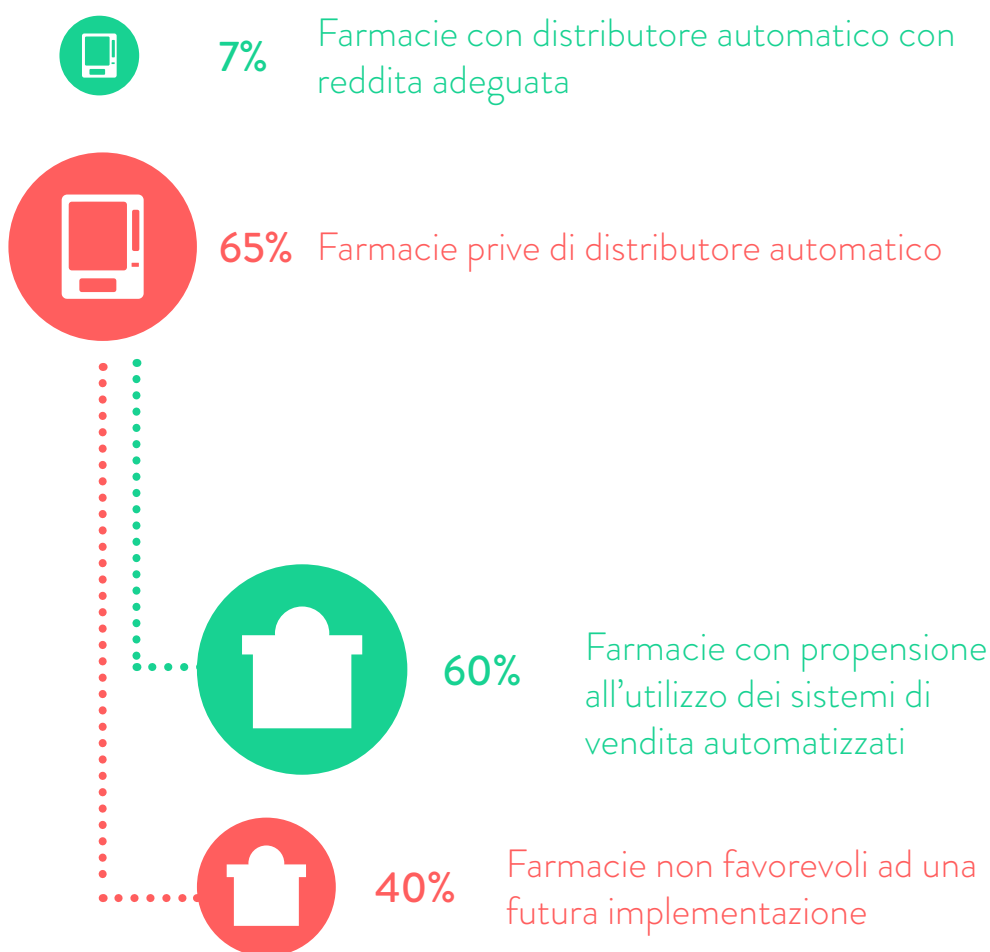 7%
Farmacie con distributore automatico con
reddita adeguata
65%
Farmacie prive di distributore automatico
60%
Farmacie con propensione
all’utilizzo dei sistemi di
vendita automatizzati
40%
Farmacie non favorevoli ad una
futura implementazione